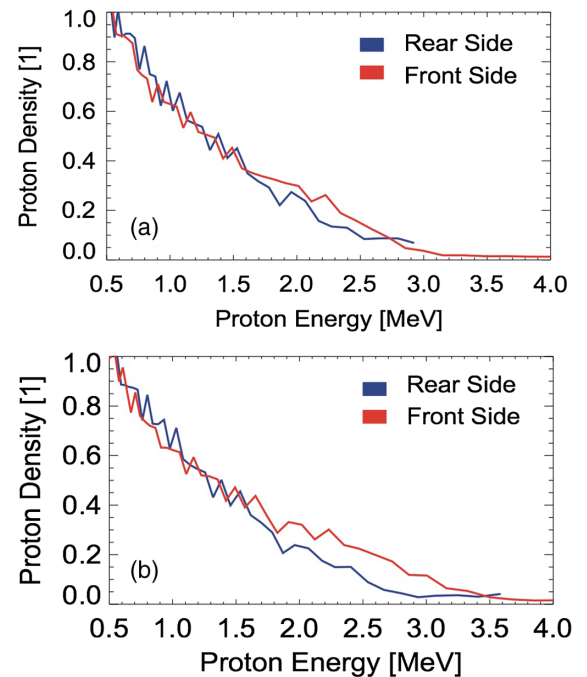 1.0
Rear Side
0.8
Front Side
0.6
Proton Density [1]
0.4
0.2
(a)
0.0
0.5 1.0 1.5 2.0 2.5 3.0 3.5 4.0
Proton Energy [MeV]
1.0
Rear Side
0.8
Front Side
0.6
Proton Density [1]
0.4
0.2
(b)
0.0
0.5 1.0 1.5 2.0 2.5 3.0 3.5 4.0
Proton Energy [MeV]